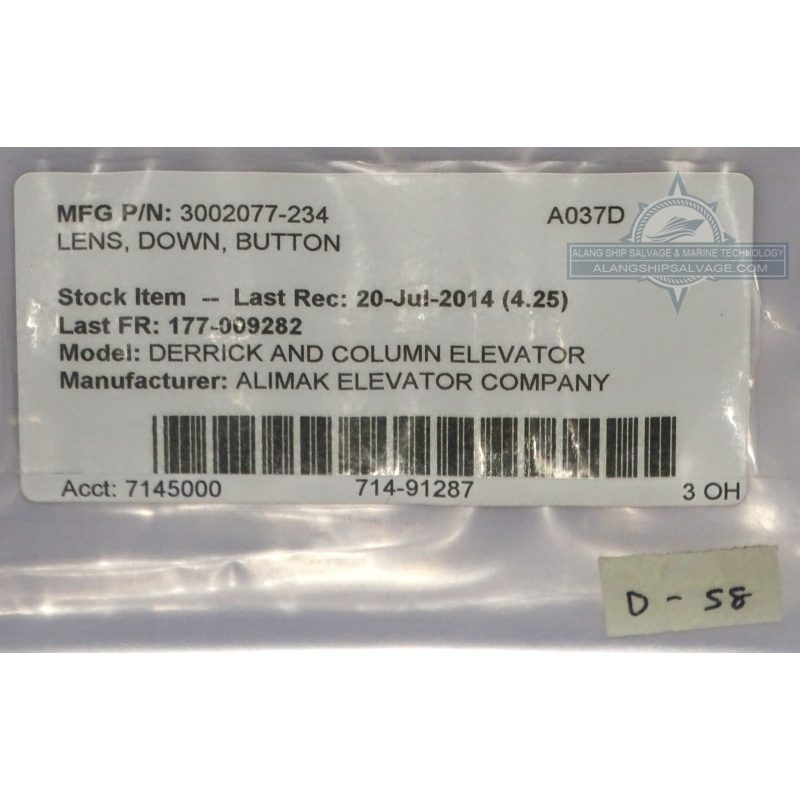 MFG P/N: 3002077-234 A037D
LENS, DOWN, BUTTON
ALANG SHIP SALVAGE & MARINE TECHNOLOGY
ALANGSHIPSALVAGE.COM
Stock Item -- Last Rec: 20-Jul-2014 (4.25)
Last FR: 177-009282
Model: DERRICK AND COLUMN ELEVATOR
Manufacturer: ALIMAK ELEVATOR COMPANY
Acct: 7145000 714-91287 3 OH
D - 58